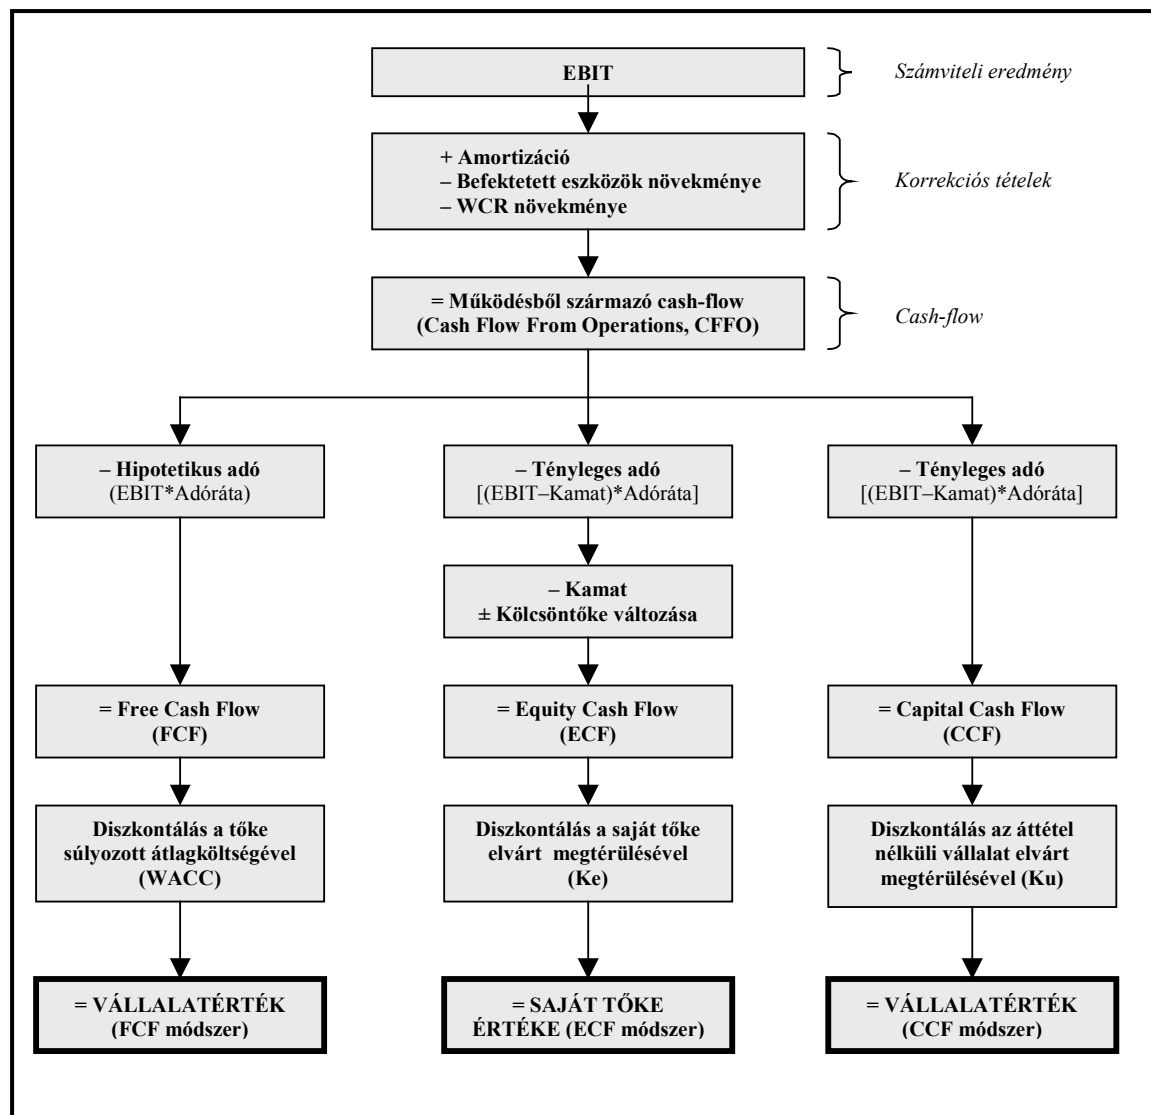 EBIT
Számviteli eredmény
+ Amortizáció
– Befektetett eszközök növekménye
– WCR növekménye
Korrekciós tételek
= Működésből származó cash-flow
(Cash Flow From Operations, CFFO)
Cash-flow
– Hipotetikus adó
(EBIT*Adóráta)
– Tényleges adó
[(EBIT–Kamat)*Adóráta]
– Tényleges adó
[(EBIT–Kamat)*Adóráta]
– Kamat
± Kölcsöntőke változása
= Free Cash Flow
(FCF)
= Equity Cash Flow
(ECF)
= Capital Cash Flow
(CCF)
Diszkontálás a tőke
súlyozott átlagköltségével
(WACC)
Diszkontálás a saját tőke
elvárt megtérülésével
(Ke)
Diszkontálás az áttétel
nélküli vállalat elvárt
megtérülésével (Ku)
= VÁLLALATÉRTÉK
(FCF módszer)
= SAJÁT TŐKE
ÉRTÉKE (ECF módszer)
= VÁLLALATÉRTÉK
(CCF módszer)